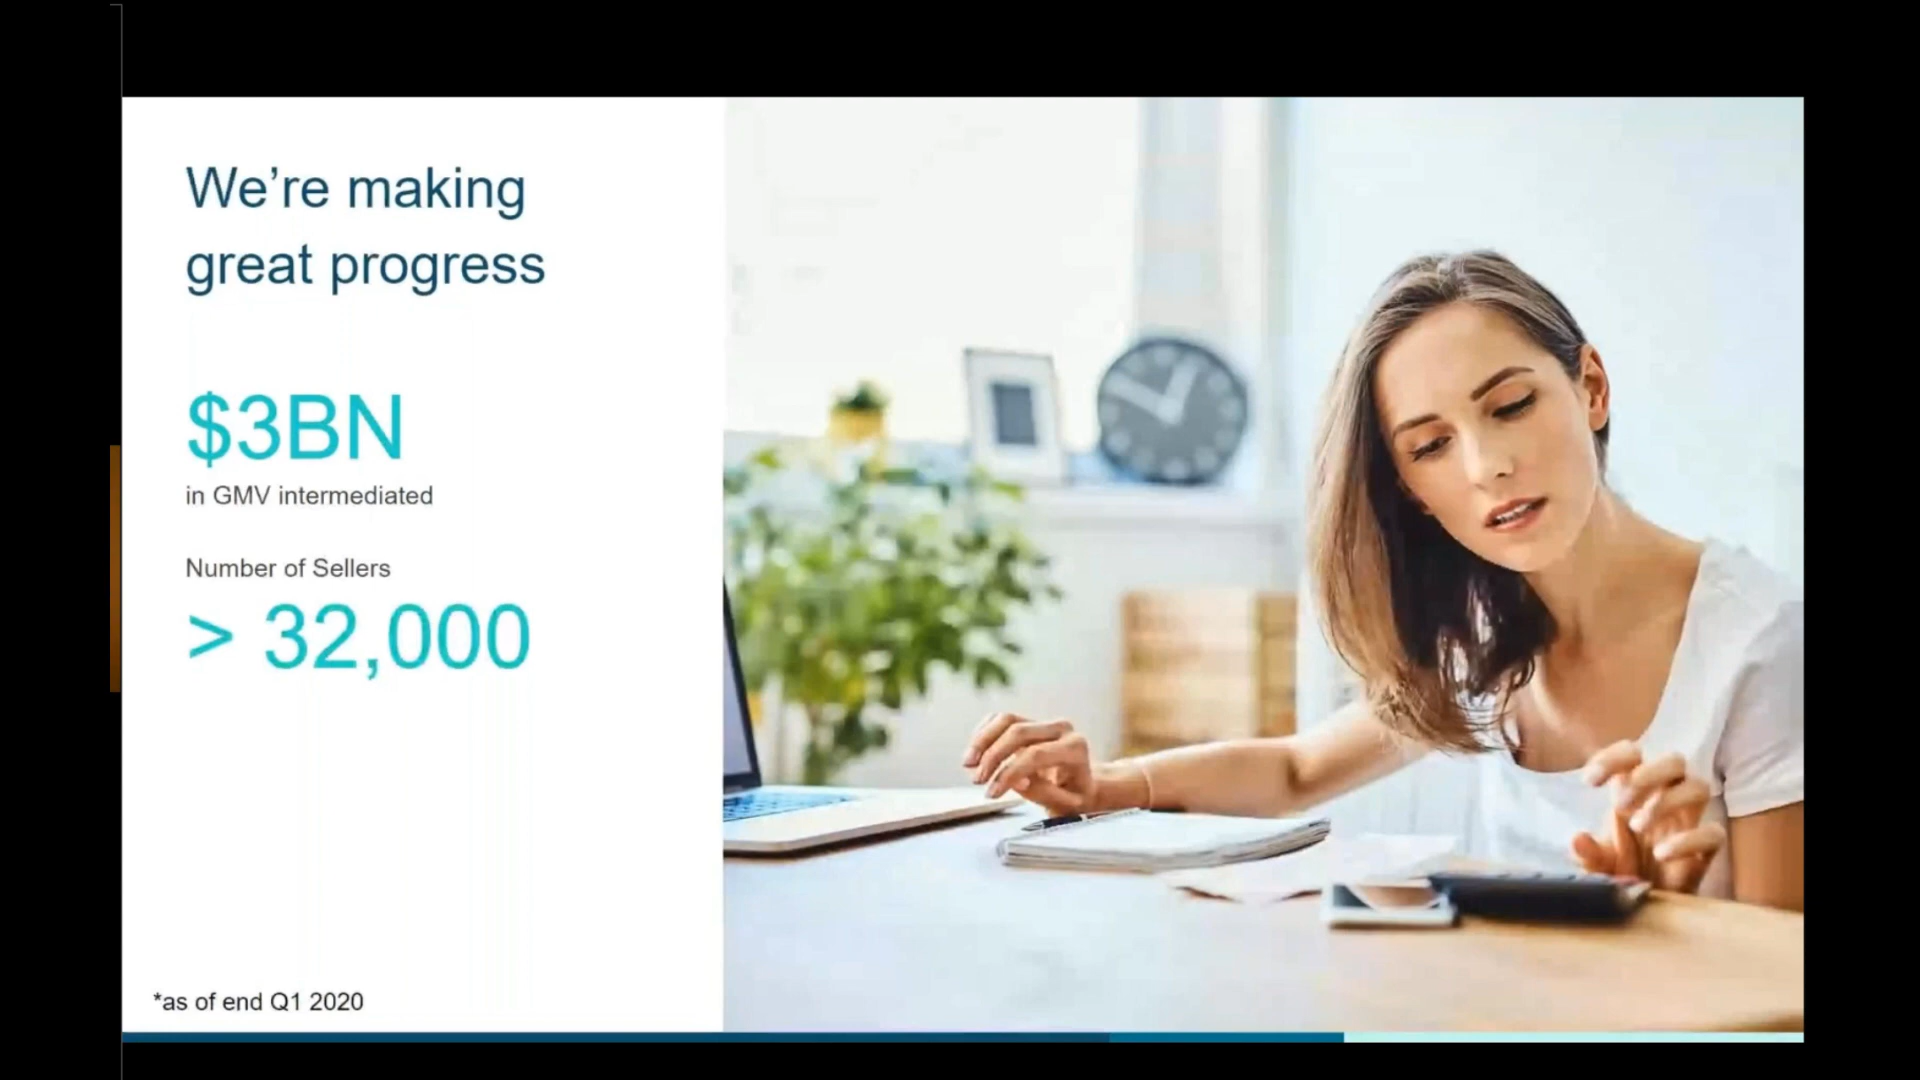 We’re making
great progress
$3BN
in GMV intermediated
Number of Sellers
> 32,000
*as of end Q1 2020